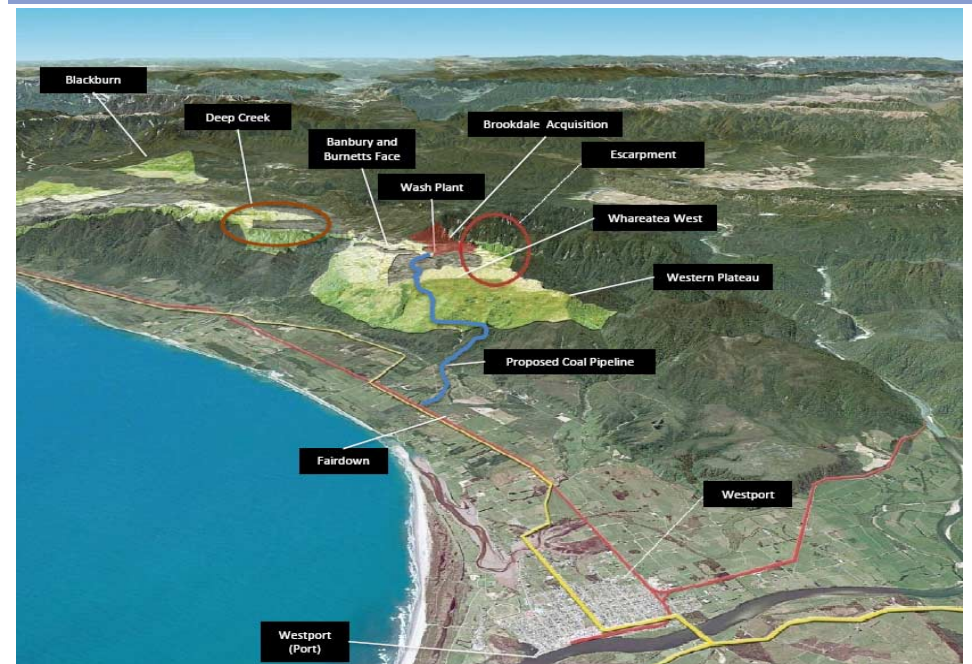 Blackburn
Deep Creek
Banbury and
Burnetts Face
Wash Plant
Brookdale Acquisition
Escarpment
Whareatea West
Western Plateau
Proposed Coal Pipeline
Fairdown
Westport
Westport
(Port)